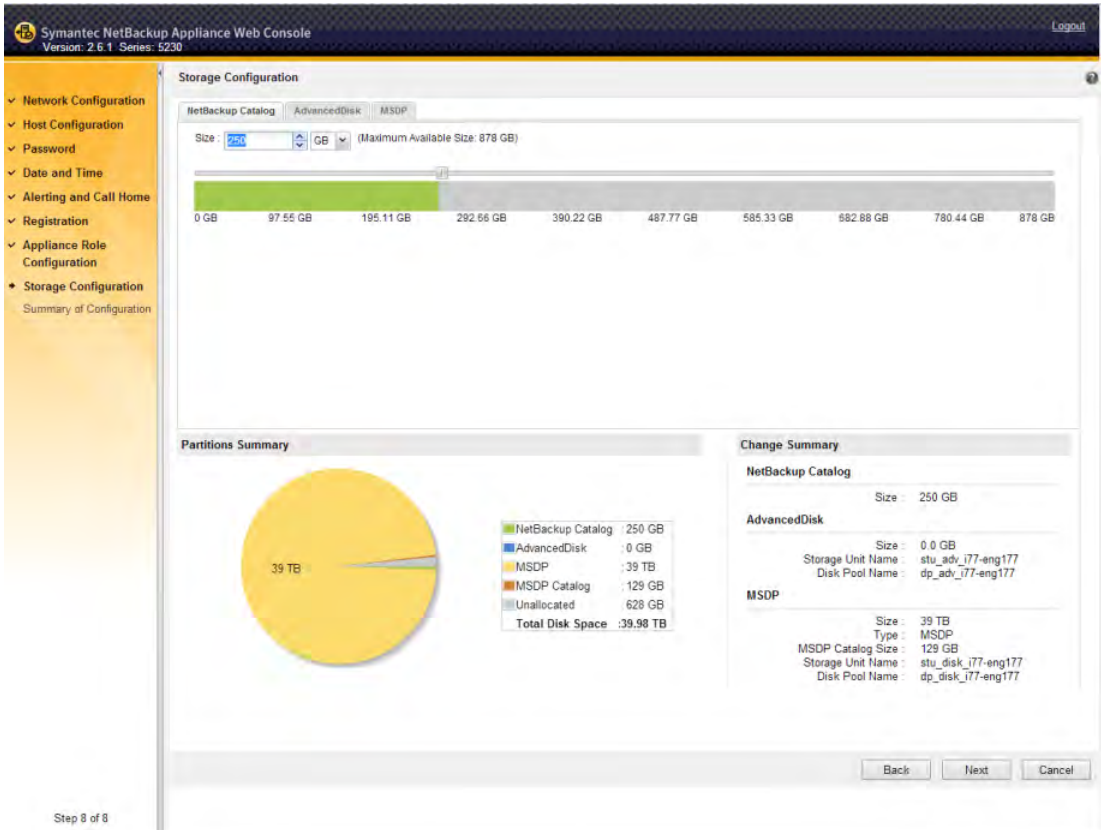 Symantec NetBackup Appliance Web Console
Version: 2.6.1 Series: 5230
Logout
Network Configuration
Host Configuration
Password
Date and Time
Alerting and Call Home
Registration
Appliance Role
Configuration
Storage Configuration
Summary of Configuration
Step 8 of 8
Storage Configuration
NetBackup Catalog AdvancedDisk MSDP
Size : 250 GB (Maximum Available Size: 878 GB)
0 GB 97.55 GB 195.11 GB 292.66 GB 390.22 GB 487.77 GB 585.33 GB 682.88 GB 780.44 GB 878 GB
Partitions Summary
39 TB
NetBackup Catalog : 250 GB
AdvancedDisk : 0 GB
MSDP : 39 TB
MSDP Catalog : 129 GB
Unallocated : 628 GB
Total Disk Space :39.98 TB
Change Summary
NetBackup Catalog
Size : 250 GB
AdvancedDisk
Size : 0.0 GB
Storage Unit Name : stu_adv_i77-eng177
Disk Pool Name : dp_adv_i77-eng177
MSDP
Size : 39 TB
Type : MSDP
MSDP Catalog Size : 129 GB
Storage Unit Name : stu_disk_i77-eng177
Disk Pool Name : dp_disk_i77-eng177
Back Next Cancel